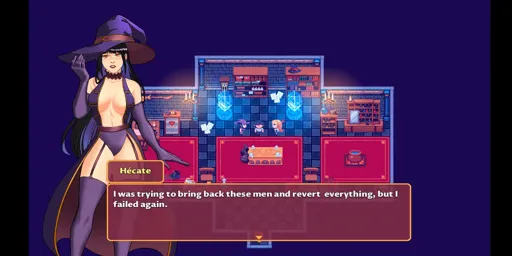 Hécate
I was trying to bring back these men and revert everything, but I
failed again.